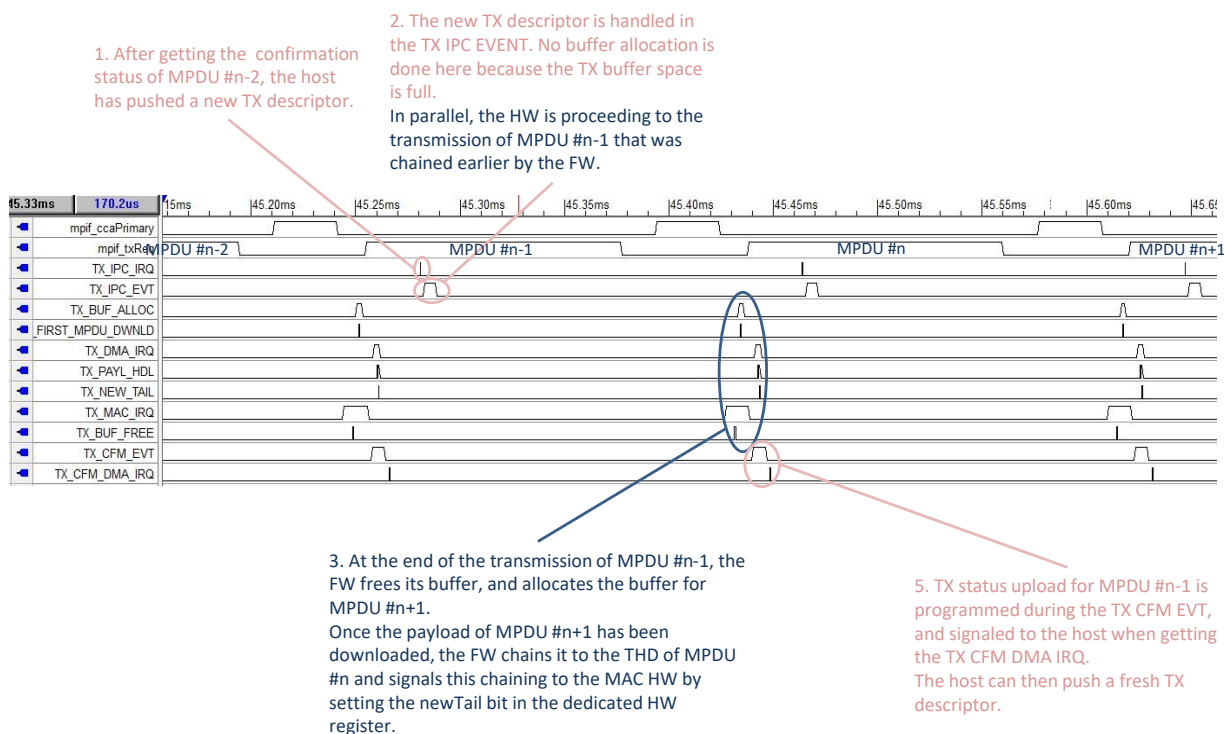 2. The new TX descriptor is handled in
the TX IPC EVENT. No buffer allocation is
done here because the TX buffer space
is full.
In parallel, the HW is proceeding to the
transmission of MPDU #n-1 that was
chained earlier by the FW.
1. After getting the confirmation
status of MPDU #n-2, the host
has pushed a new TX descriptor.
45.33ms 170.2us 15ms 45.20ms 45.25ms 45.30ms 45.35ms 45.40ms 45.45ms 45.50ms 45.55ms 45.60ms 45.65
mpif_ccaPrimary
mpif_txReq MPDU #n-2 MPDU #n-1 MPDU #n MPDU #n+1
TX_IPC_IRQ
TX_IPC_EVT
TX_BUF_ALLOC
_FIRST_MPDU_DWNLD
TX_DMA_IRQ
TX_PAYL_HDL
TX_NEW_TAIL
TX_MAC_IRQ
TX_BUF_FREE
TX_CFM_EVT
TX_CFM_DMA_IRQ
3. At the end of the transmission of MPDU #n-1, the
FW frees its buffer, and allocates the buffer for
MPDU #n+1.
Once the payload of MPDU #n+1 has been
downloaded, the FW chains it to the THD of MPDU
#n and signals this chaining to the MAC HW by
setting the newTail bit in the dedicated HW
register.
5. TX status upload for MPDU #n-1 is
programmed during the TX CFM EVT,
and signaled to the host when getting
the TX CFM DMA IRQ.
The host can then push a fresh TX
descriptor.